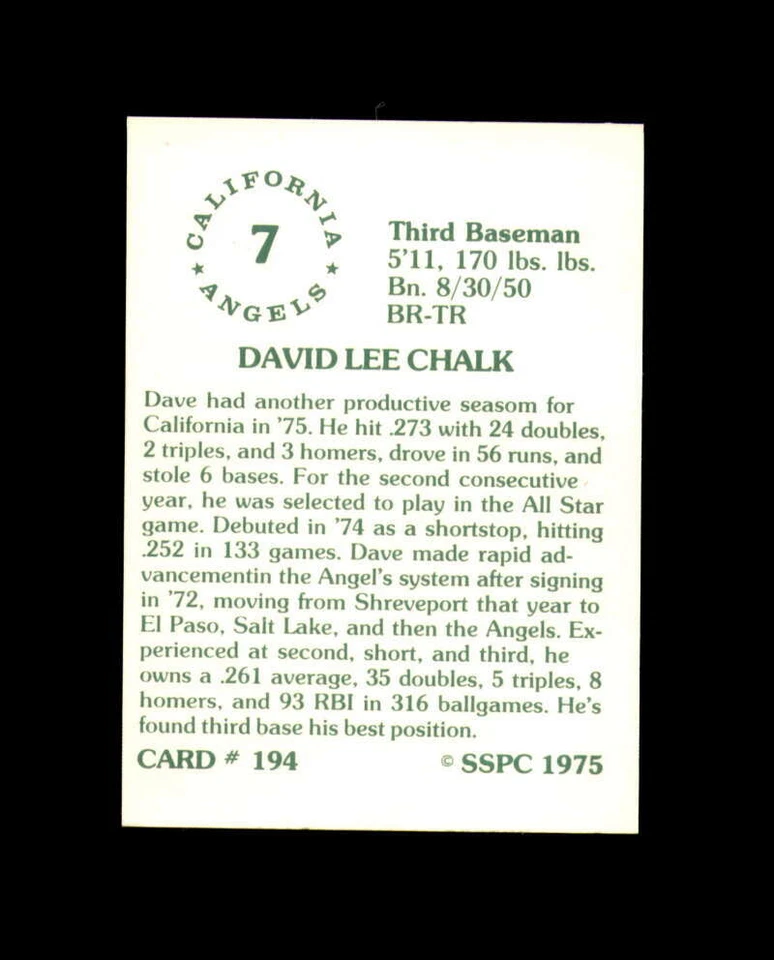 CALIFORNIA
7
★ ANGELS ★
Third Baseman
5'11, 170 lbs. lbs.
Bn. 8/30/50
BR-TR
DAVID LEE CHALK
Dave had another productive seasom for
California in '75. He hit .273 with 24 doubles,
2 triples, and 3 homers, drove in 56 runs, and
stole 6 bases. For the second consecutive
year, he was selected to play in the All Star
game. Debuted in '74 as a shortstop, hitting
.252 in 133 games. Dave made rapid ad-
vancementin the Angel's system after signing
in '72, moving from Shreveport that year to
El Paso, Salt Lake, and then the Angels. Ex-
perienced at second, short, and third, he
owns a .261 average, 35 doubles, 5 triples, 8
homers, and 93 RBI in 316 ballgames. He's
found third base his best position.
CARD # 194 © SSPC 1975